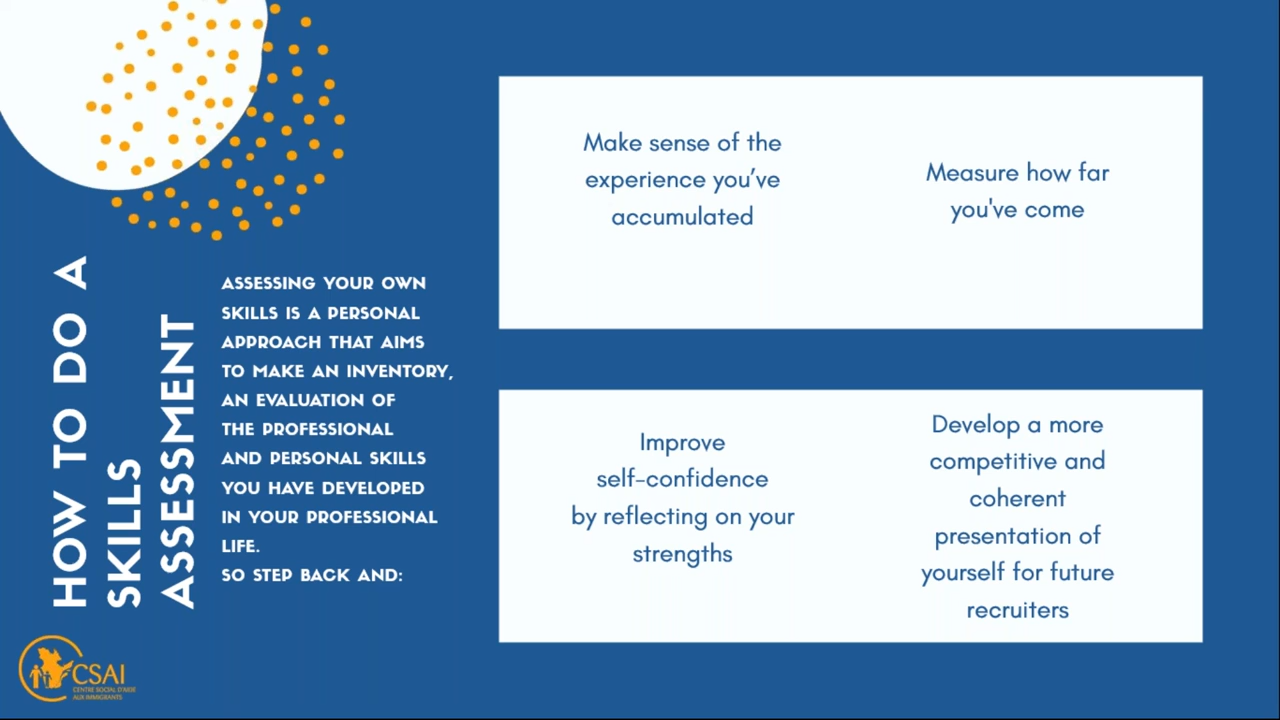 HOW TO DO A
SKILLS
ASSESSMENT
ASSESSING YOUR OWN
SKILLS IS A PERSONAL
APPROACH THAT AIMS
TO MAKE AN INVENTORY,
AN EVALUATION OF
THE PROFESSIONAL
AND PERSONAL SKILLS
YOU HAVE DEVELOPED
IN YOUR PROFESSIONAL
LIFE.
SO STEP BACK AND:
Make sense of the
experience you’ve
accumulated
Measure how far
you've come
Improve
self-confidence
by reflecting on your
strengths
Develop a more
competitive and
coherent
presentation of
yourself for future
recruiters
CSAI
CENTRE SOCIAL D'AIDE
AUX IMMIGRANTS